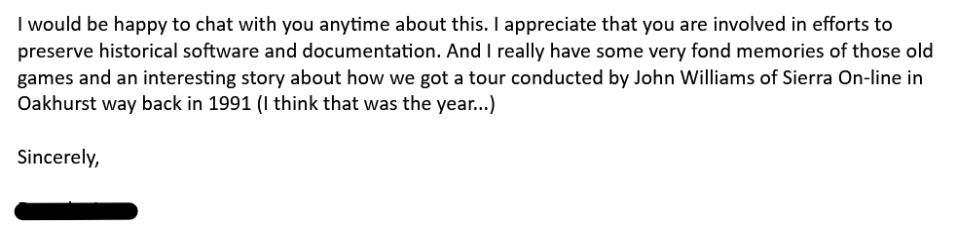 I would be happy to chat with you anytime about this. I appreciate that you are involved in efforts to
preserve historical software and documentation. And I really have some very fond memories of those old
games and an interesting story about how we got a tour conducted by John Williams of Sierra On-line in
Oakhurst way back in 1991 (I think that was the year...)
Sincerely,